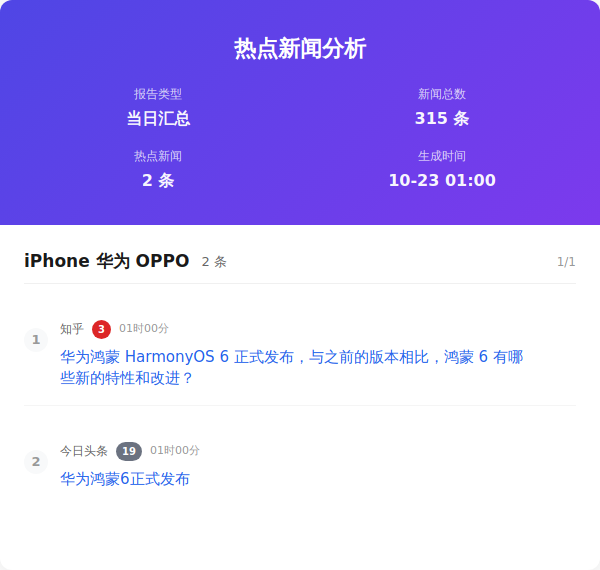 热点新闻分析
报告类型
新闻总数
当日汇总
315 条
热点新闻
生成时间
2 条
10-23 01:00
iPhone 华为 OPPO 2 条 1/1
1
知乎 3 01时00分
华为鸿蒙 HarmonyOS 6 正式发布，与之前的版本相比，鸿蒙 6 有哪
些新的特性和改进？
2
今日头条 19 01时00分
华为鸿蒙6正式发布